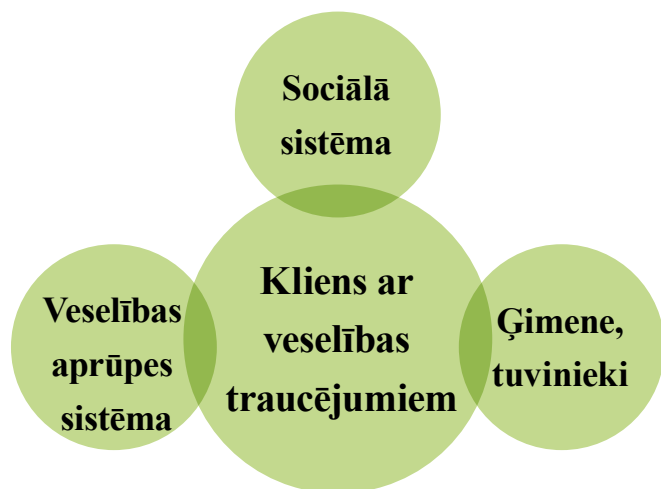 Sociālā
sistēma
Kliens ar
veselības
traucējumiem
Veselības
aprūpes
sistēma
Ģimene,
tuvinieki